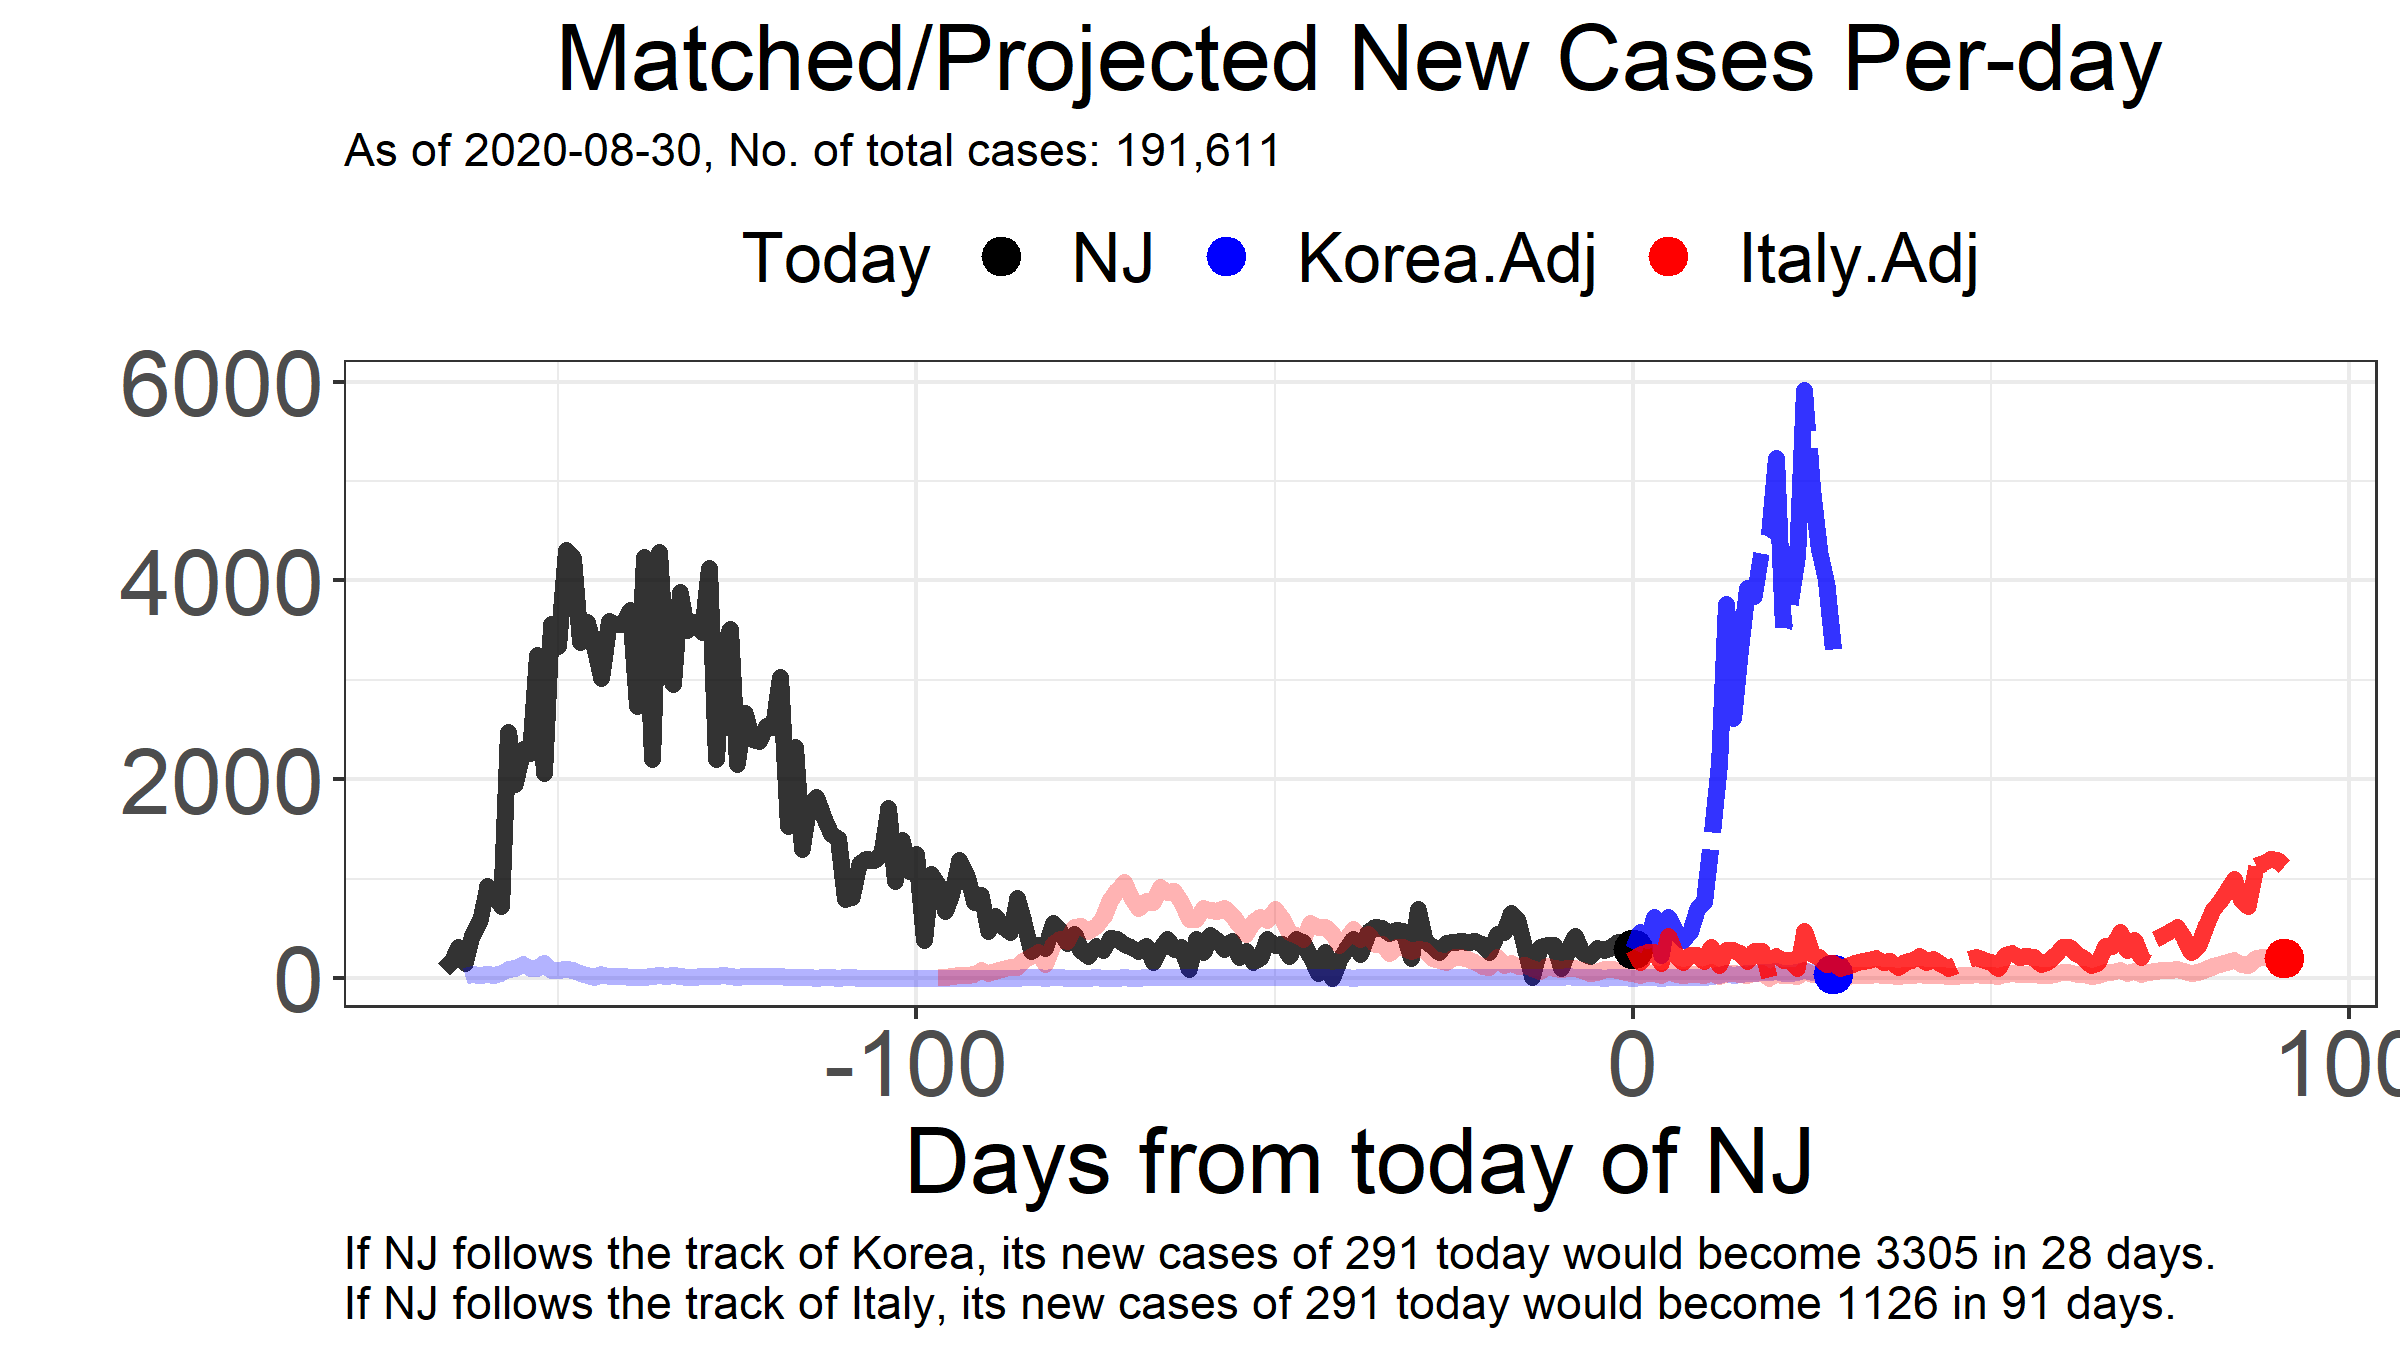 Matched/Projected New Cases Per-day
As of 2020-08-30, No. of total cases: 191,611
Today NJ Korea.Adj Italy.Adj
6000
4000
2000
0
-100 0 100
Days from today of NJ
If NJ follows the track of Korea, its new cases of 291 today would become 3305 in 28 days.
If NJ follows the track of Italy, its new cases of 291 today would become 1126 in 91 days.